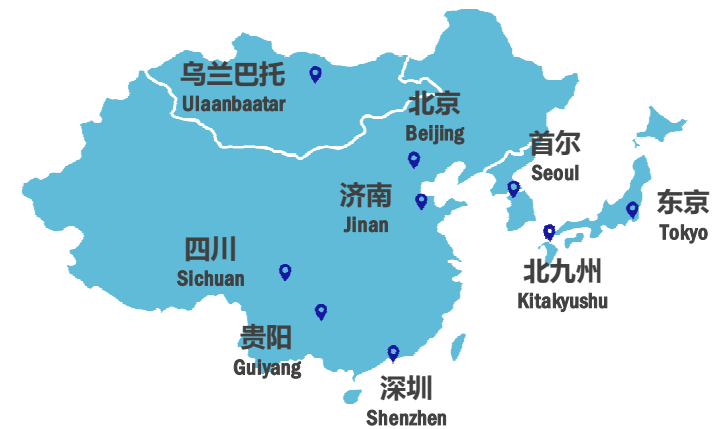 乌兰巴托
Ulaanbaatar
北京
Beijing
首尔
Seoul
济南
Jinan
东京
Tokyo
四川
Sichuan
北九州
Kitakyushu
贵阳
Guiyang
深圳
Shenzhen